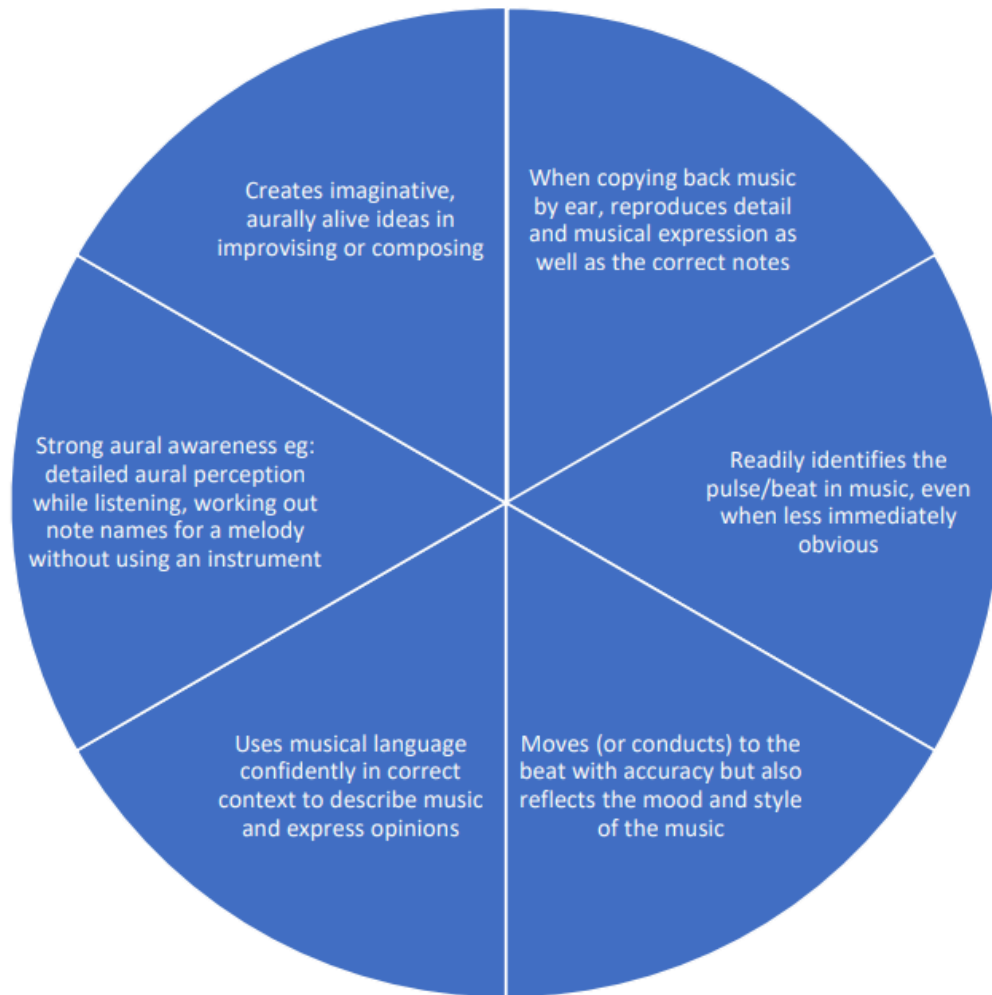 Creates imaginative,
aurally alive ideas in
improvising or composing
When copying back music
by ear, reproduces detail
and musical expression as
well as the correct notes
Strong aural awareness eg:
detailed aural perception
while listening, working out
note names for a melody
without using an instrument
Readily identifies the
pulse/beat in music, even
when less immediately
obvious
Uses musical language
confidently in correct
context to describe music
and express opinions
Moves (or conducts) to the
beat with accuracy but also
reflects the mood and style
of the music